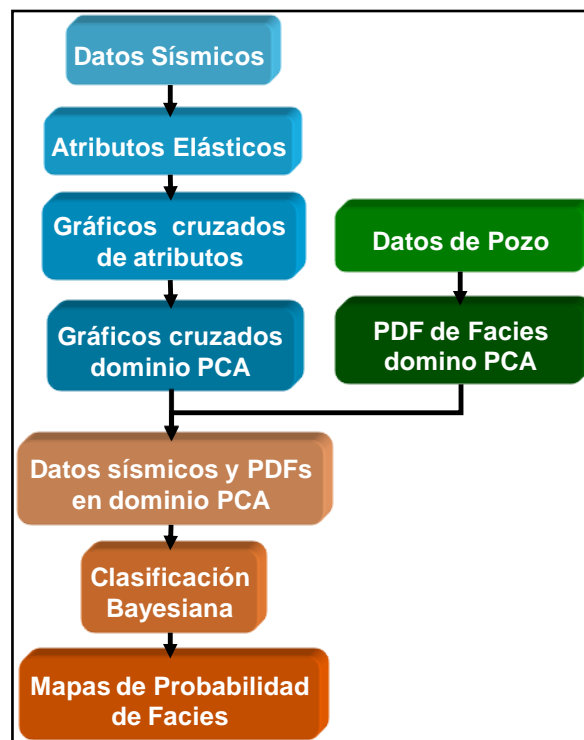 Datos Sísmicos
Atributos Elásticos
Gráficos cruzados
de atributos
Datos de Pozo
Gráficos cruzados
dominio PCA
PDF de Facies
domino PCA
Datos sísmicos y PDFs
en dominio PCA
Clasificación
Bayesiana
Mapas de Probabilidad
de Facies